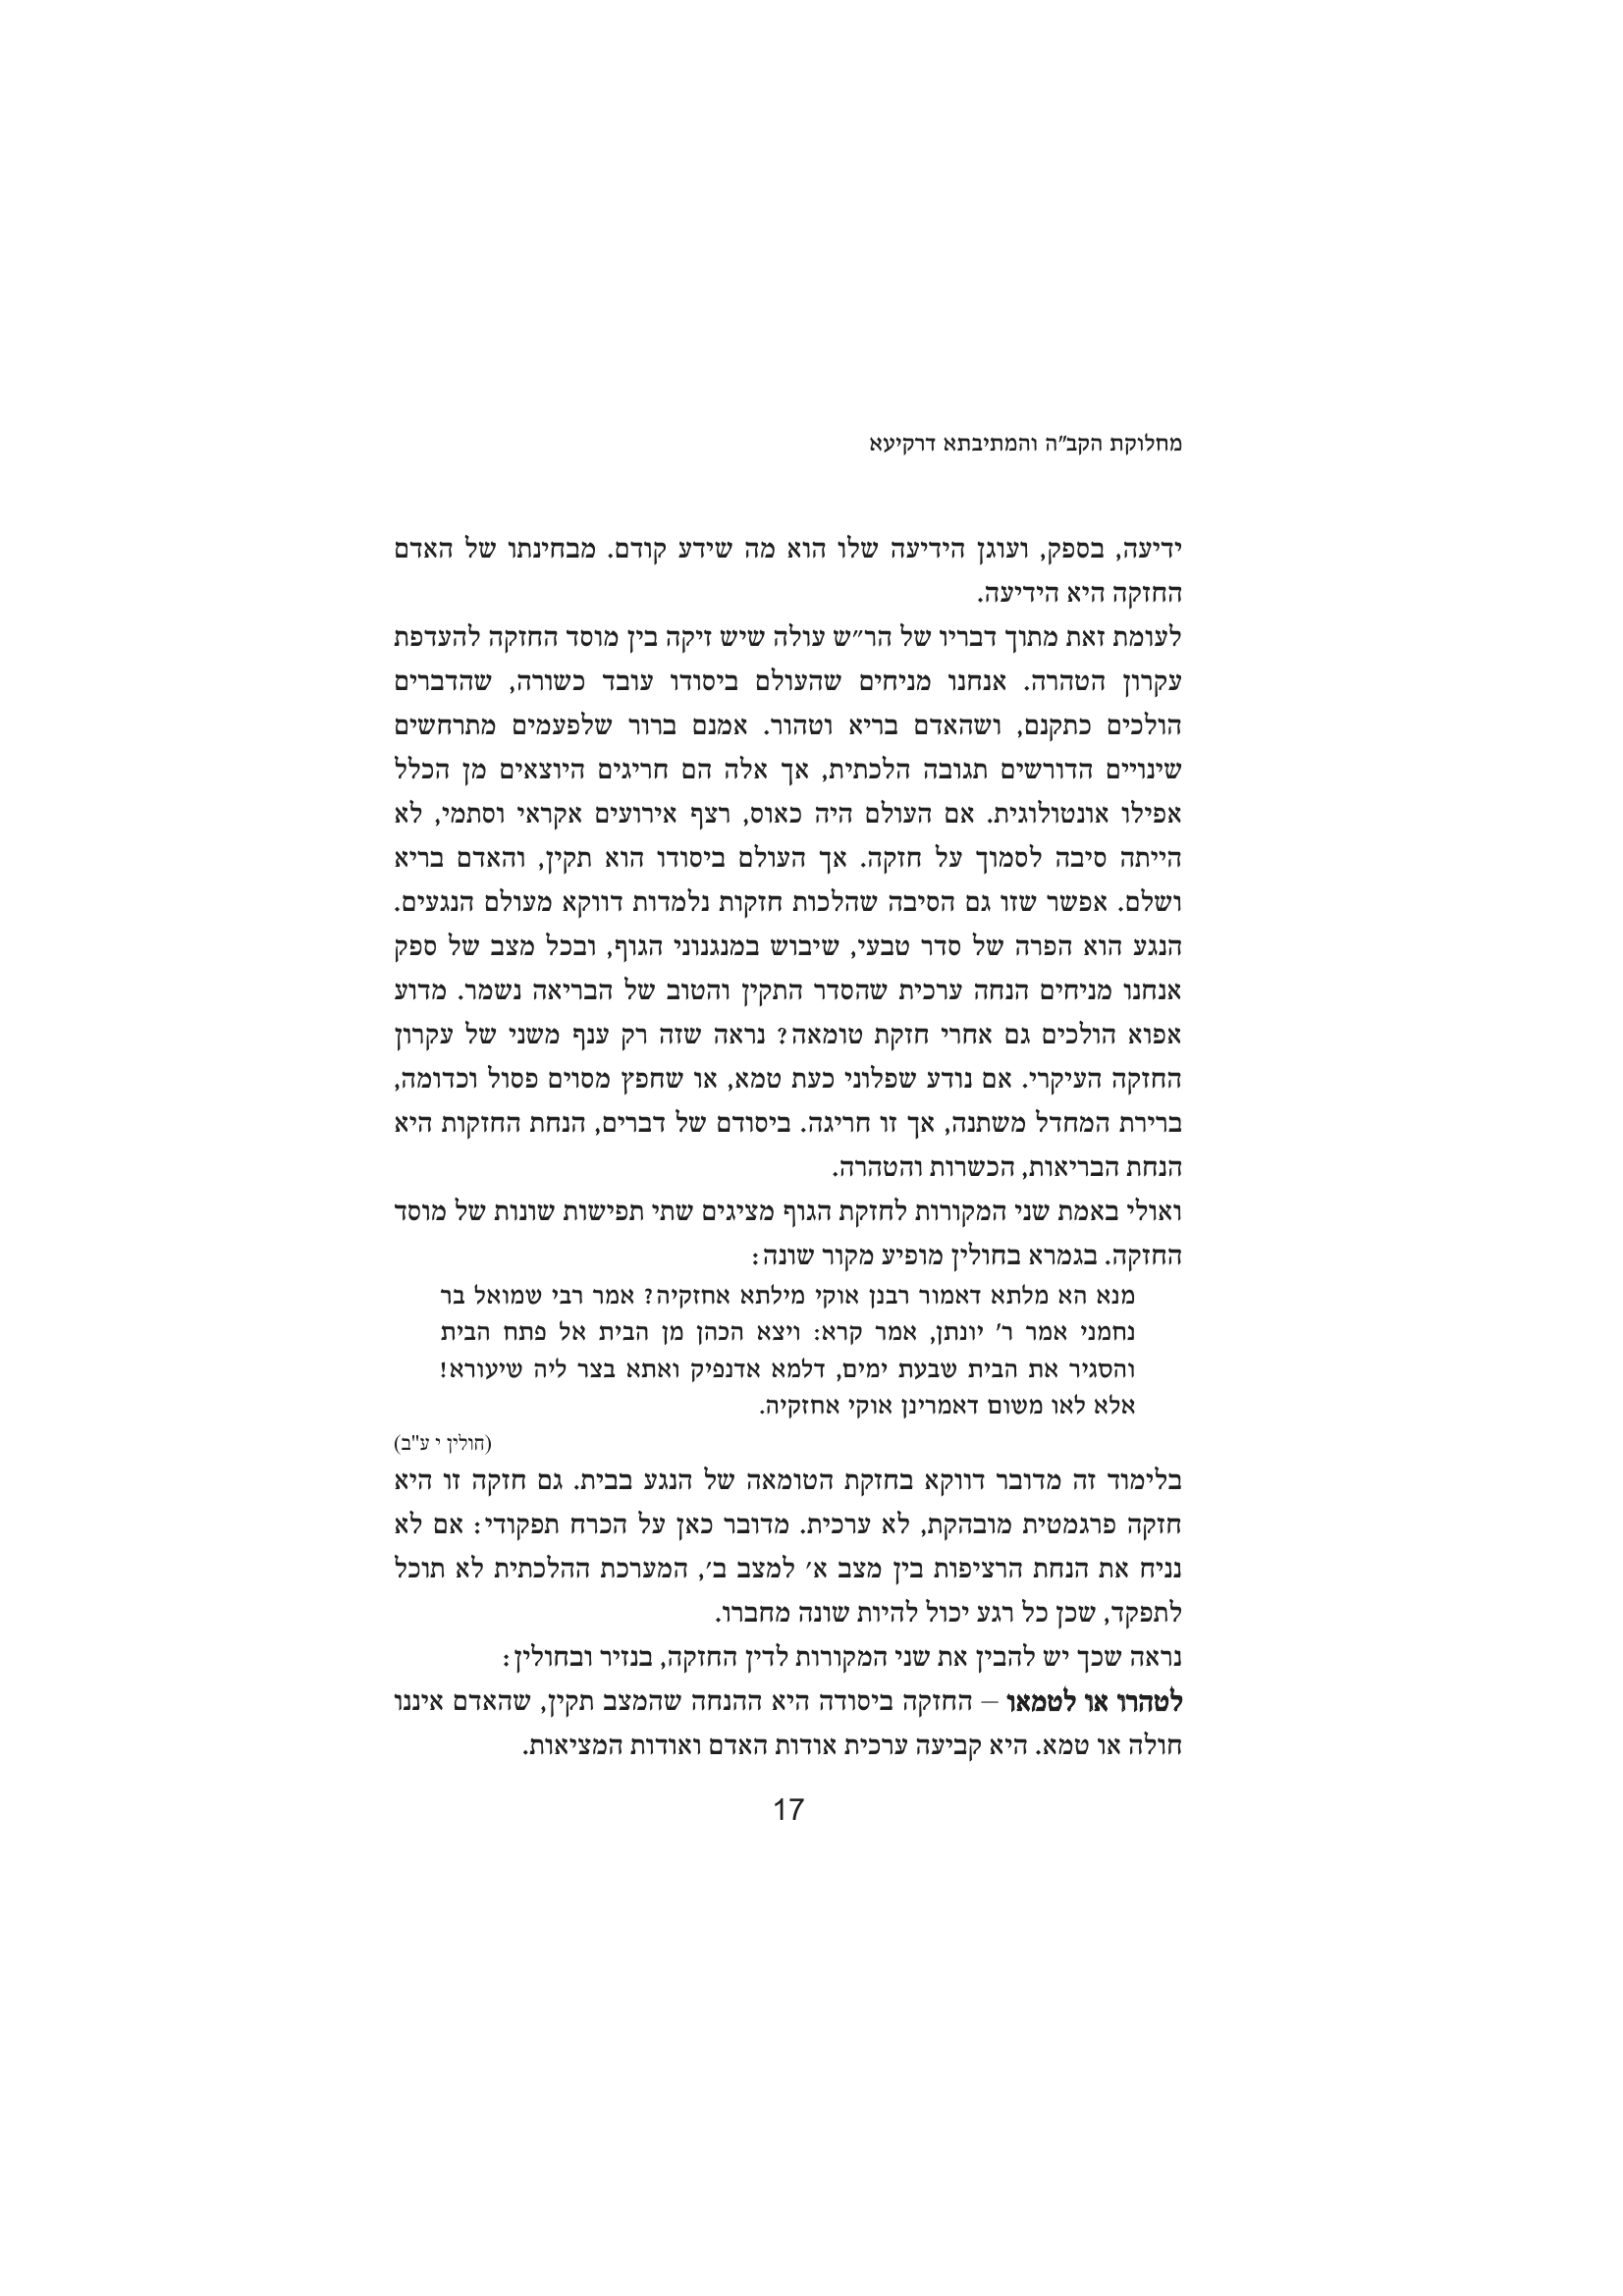 מחלוקת הקב״ה והמתיבתא דרקיעא
ידיעה, בספק, ועוגן הידיעה שלו הוא מה שידע קודם. מבחינתו של האדם
החזקה היא הידיעה.
לעומת זאת מתוך דבריו של הר״ש עולה שיש זיקה בין מוסד החזקה להעדפת
עקרון הטהרה. אנחנו מניחים שהעולם ביסודו עובד כשורה, שהדברים
הולכים כתקנם, ושהאדם בריא וטהור. אמנם ברור שלפעמים מתרחשים
שינויים הדורשים תגובה הלכתית, אך אלה הם חריגים היוצאים מן הכלל
אפילו אונטולוגית. אם העולם היה כאוס, רצף אירועים אקראי וסתמי, לא
הייתה סיבה לסמוך על חזקה. אך העולם ביסודו הוא תקין, והאדם בריא
ושלם. אפשר שזו גם הסיבה שהלכות חזקות נלמדות דווקא מעולם הנגעים.
הנגע הוא הפרה של סדר טבעי, שיבוש במנגנוני הגוף, ובכל מצב של ספק
אנחנו מניחים הנחה ערכית שהסדר התקין והטוב של הבריאה נשמר. מדוע
אפוא הולכים גם אחרי חזקת טומאה? נראה שזה רק ענף משני של עקרון
החזקה העיקרי. אם נודע שפלוני כעת טמא, או שחפץ מסוים פסול וכדומה,
ברירת המחדל משתנה, אך זו חריגה. ביסודם של דברים, הנחת החזקות היא
הנחת הבריאות, הכשרות והטהרה.
ואולי באמת שני המקורות לחזקת הגוף מציגים שתי תפישות שונות של מוסד
החזקה. בגמרא בחולין מופיע מקור שונה:
מנא הא מלתא דאמור רבנן אוקי מילתא אחזקיה? אמר רבי שמואל בר
נחמני אמר ר׳ יונתן, אמר קרא: ויצא הכהן מן הבית אל פתח הבית
והסגיר את הבית שבעת ימים, דלמא אדנפיק ואתא בצר ליה שיעורא!
אלא לאו משום דאמרינן אוקי אחזקיה.
(חולין י ע"ב)
בלימוד זה מדובר דווקא בחזקת הטומאה של הנגע בבית. גם חזקה זו היא
חזקה פרגמטית מובהקת, לא ערכית. מדובר כאן על הכרח תפקודי: אם לא
נניח את הנחת הרציפות בין מצב א׳ למצב ב׳, המערכת ההלכתית לא תוכל
לתפקד, שכן כל רגע יכול להיות שונה מחברו.
נראה שכך יש להבין את שני המקורות לדין החזקה, בנזיר ובחולין:
לטהרו או לטמאו – החזקה ביסודה היא ההנחה שהמצב תקין, שהאדם איננו
חולה או טמא. היא קביעה ערכית אודות האדם ואודות המציאות.
17